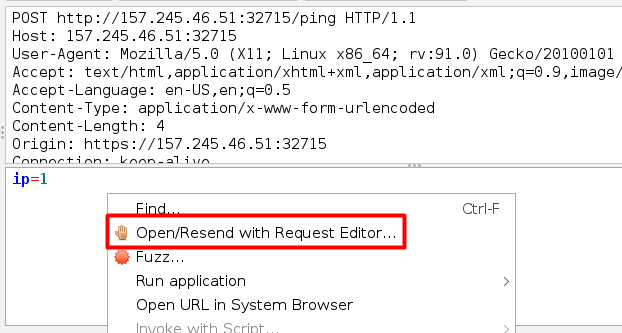 POST http://157.245.46.51:32715/ping HTTP/1.1
Host: 157.245.46.51:32715
User-Agent: Mozilla/5.0 (X11; Linux x86_64; rv:91.0) Gecko/20100101
Accept: text/html,application/xhtml+xml,application/xml;q=0.9,image/
Accept-Language: en-US,en;q=0.5
Content-Type: application/x-www-form-urlencoded
Content-Length: 4
Origin: https://157.245.46.51:32715
Connection: keep-alive
ip=1
Find... Ctrl-F
Open/Resend with Request Editor...
Fuzz...
Run application
Open URL in System Browser
Invoke with Script...